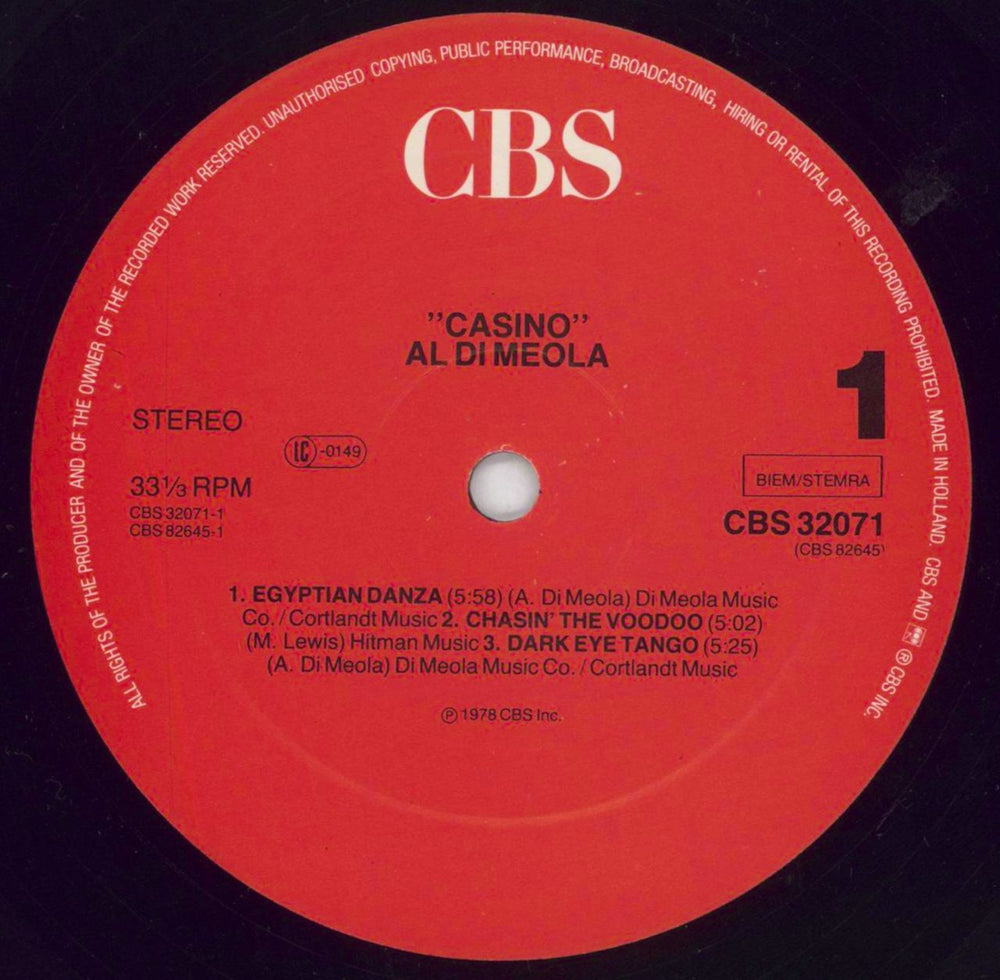 ALL RIGHTS OF THE PRODUCER AND OF THE OWNER OF THE RECORDED WORK RESERVED. UNAUTHORISED COPYING, PUBLIC PERFORMANCE, BROADCASTING, HIRING OR RENTAL OF THIS RECORDING PROHIBITED. MADE IN HOLLAND. CBS AND ® CBS INC.
CBS
"CASINO"
AL DI MEOLA
1
STEREO
LC-0149
33 1/3 RPM
BIEM/STEMRA
CBS 32071-1
CBS 82645-1
CBS 32071
(CBS 82645)
1. EGYPTIAN DANZA (5:58) (A. Di Meola) Di Meola Music
Co./Cortlandt Music 2. CHASIN' THE VOODOO (5:02)
(M. Lewis) Hitman Music 3. DARK EYE TANGO (5:25)
(A. Di Meola) Di Meola Music Co./Cortlandt Music
℗ 1978 CBS Inc.